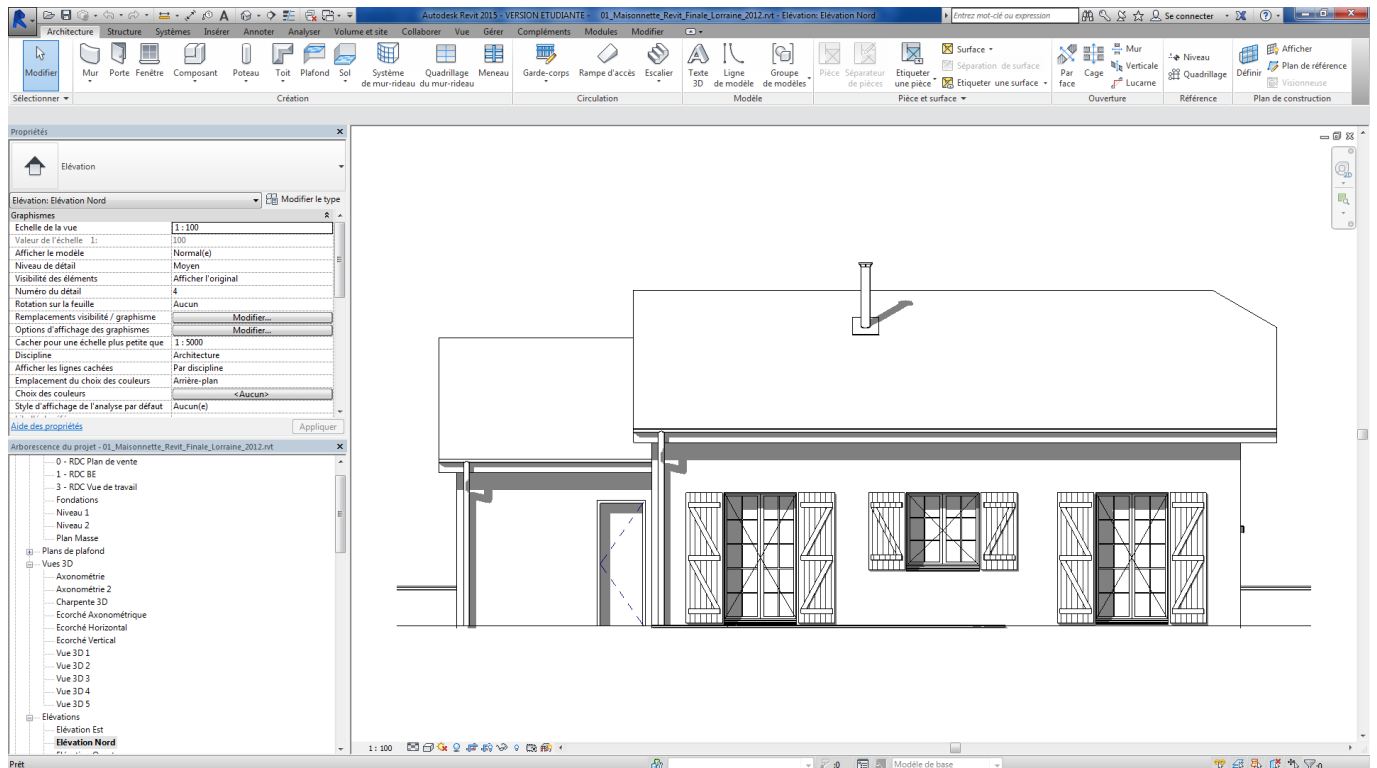 Autodesk Revit 2015 - VERSION ETUDIANTE - 01_Maisonnette_Revit_Finale_Lorraine_2012.rvt - Elévation: Elévation Nord
Entrez mot-clé ou expression
Se connecter
Architecture Structure Systèmes Insérer Annoter Analyser Volume et site Collaborer Vue Gérer Compléments Modules Modifier
Modifier Mur Porte Fenêtre Composant Poteau Toit Plafond Sol
Système de mur-rideau Quadrillage du mur-rideau Meneau
Garde-corps Rampe d'accès Escalier
Texte 3D Ligne de modèle Groupe de modèles
Pièce Séparateur de pièces Etiqueter une pièce
Surface
Séparation de surface
Etiqueter une surface
Par face Cage
Mur
Verticale
Lucarne
Niveau
Quadrillage
Définir
Afficher
Plan de référence
Visionneuse
Sélectionner Création Circulation Modèle Pièce et surface Ouverture Référence Plan de construction
Propriétés
Elévation
Elévation: Elévation Nord Modifier le type
Graphismes
Echelle de la vue 1 : 100
Valeur de l'échelle 1: 100
Afficher le modèle Normal(e)
Niveau de détail Moyen
Visibilité des éléments Afficher l'original
Numéro du détail 4
Rotation sur la feuille Aucun
Remplacements visibilité / graphisme Modifier...
Options d'affichage des graphismes Modifier...
Cacher pour une échelle plus petite que 1 : 5000
Discipline Architecture
Afficher les lignes cachées Par discipline
Emplacement du choix des couleurs Arrière-plan
Choix des couleurs <Aucun>
Style d'affichage de l'analyse par défaut Aucun(e)
Aide des propriétés Appliquer
Arborescence du projet - 01_Maisonnette_Revit_Finale_Lorraine_2012.rvt
0 - RDC Plan de vente
1 - RDC BE
3 - RDC Vue de travail
Fondations
Niveau 1
Niveau 2
Plan Masse
Plans de plafond
Vues 3D
Axonométrie
Axonométrie 2
Charpente 3D
Ecorché Axonométrique
Ecorché Horizontal
Ecorché Vertical
Vue 3D 1
Vue 3D 2
Vue 3D 3
Vue 3D 4
Vue 3D 5
Elévations
Elévation Est
Elévation Nord
2D
1 : 100
Prêt
:0
Modèle de base
:0